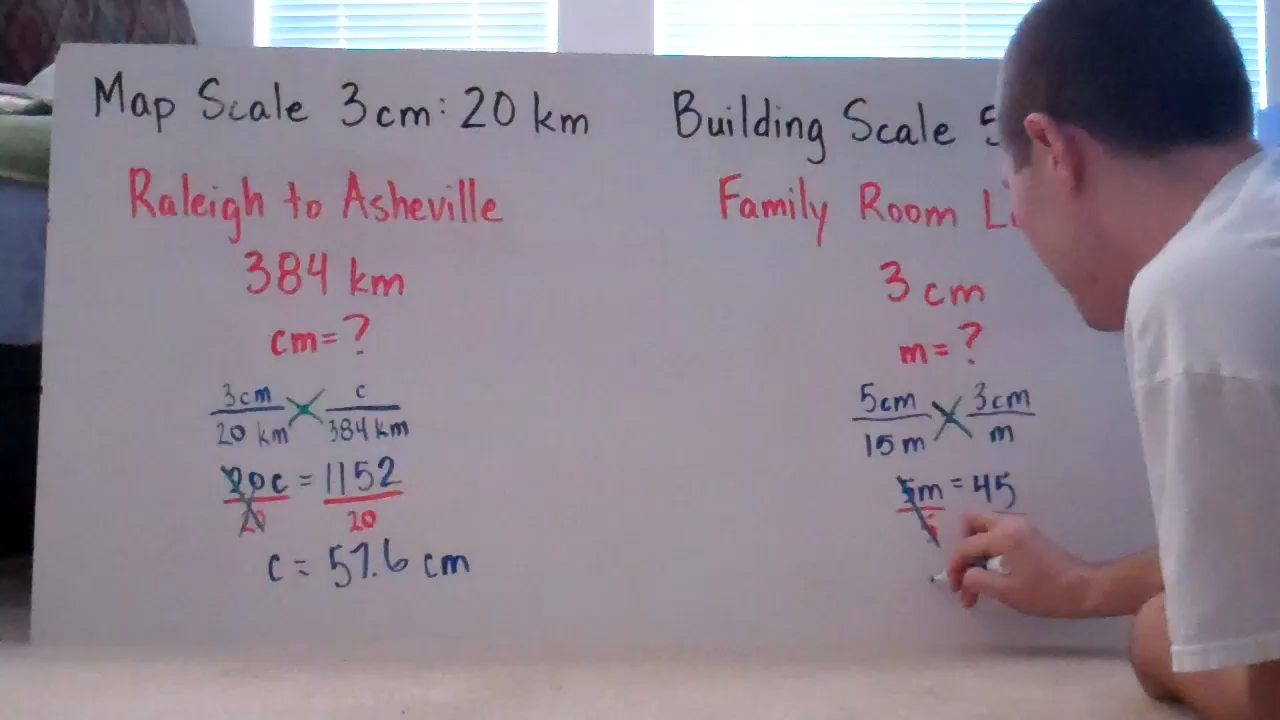 Map Scale 3cm: 20 km
Raleigh to Asheville
384 km
cm = ?
3cm c
20 km 384 km
20c = 1152
20 20
c = 57.6 cm
Building Scale 5
Family Room
3 cm
m = ?
5cm 3cm
15m m
5m = 45